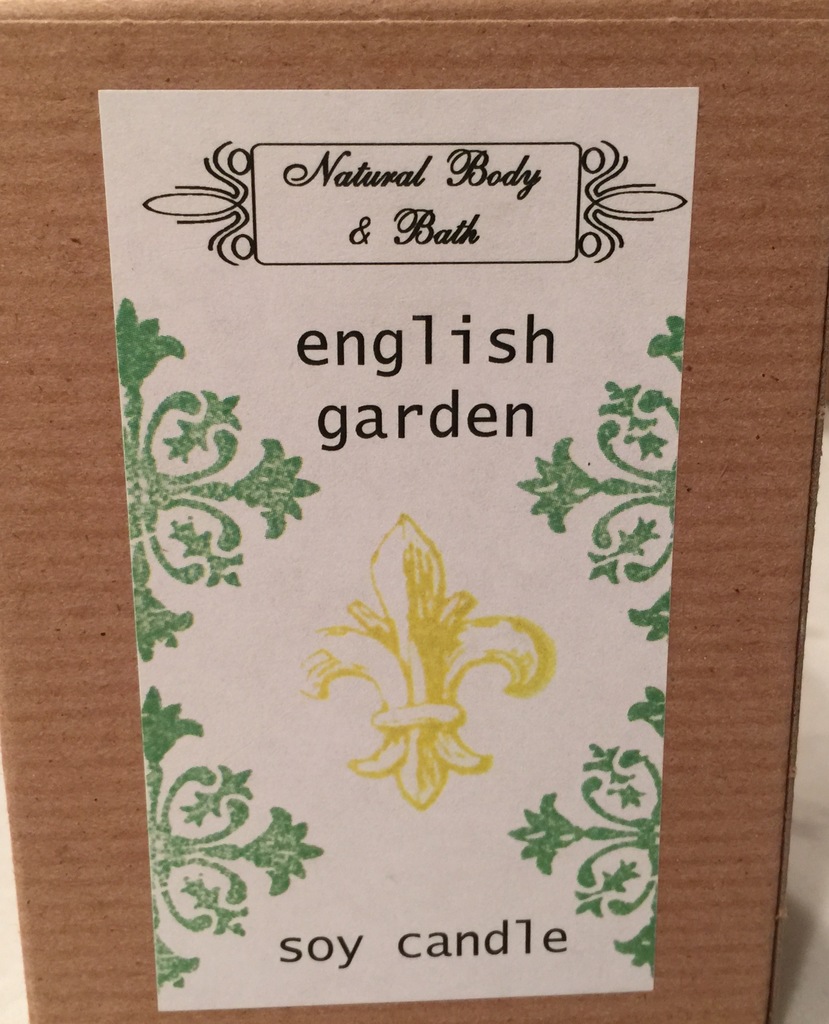 Natural Body
& Bath
english
garden
soy candle